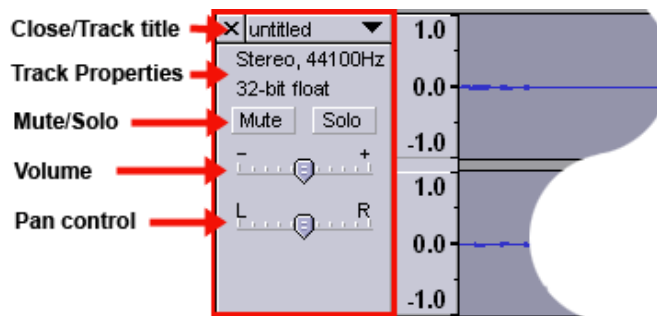 Close/Track title
Track Properties
Mute/Solo
Volume
Pan control
× untitled
Stereo, 44100Hz
32-bit float
Mute Solo
- +
L R
1.0
0.0
-1.0
1.0
0.0
-1.0